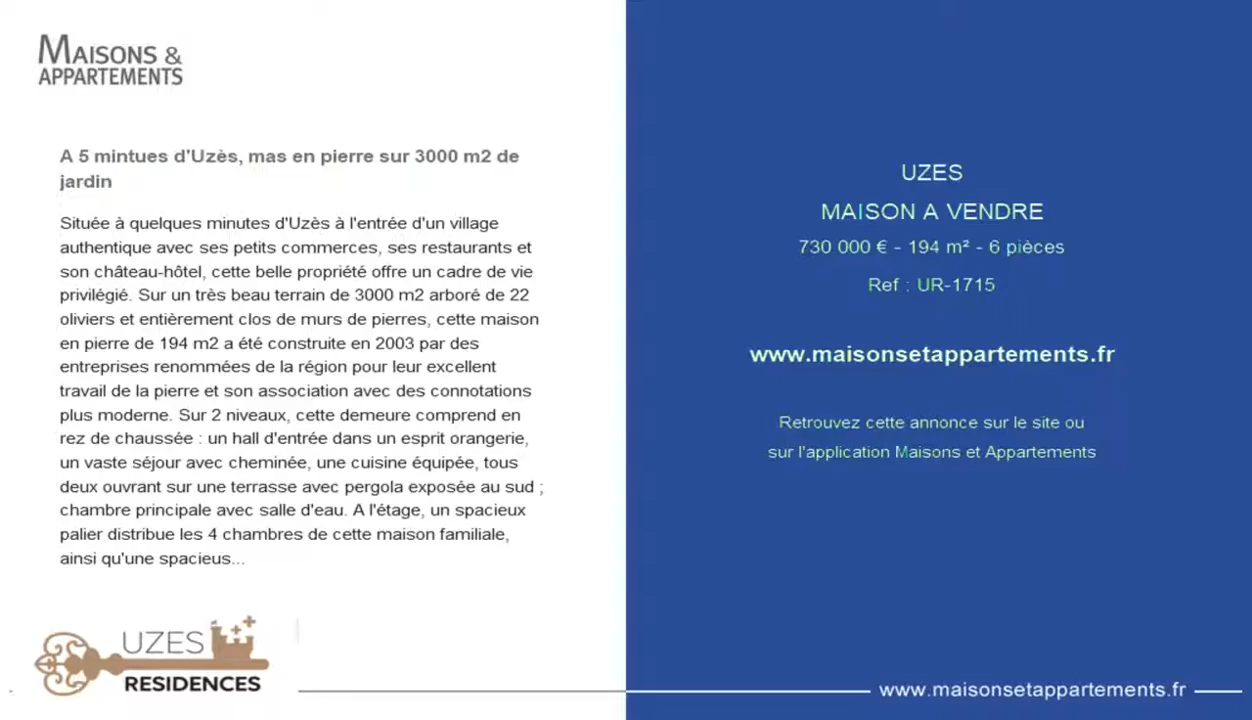 MAISONS &
APPARTEMENTS
A 5 mintues d'Uzès, mas en pierre sur 3000 m2 de
jardin
Située à quelques minutes d'Uzès à l'entrée d'un village
authentique avec ses petits commerces, ses restaurants et
son château-hôtel, cette belle propriété offre un cadre de vie
privilégié. Sur un très beau terrain de 3000 m2 arboré de 22
oliviers et entièrement clos de murs de pierres, cette maison
en pierre de 194 m2 a été construite en 2003 par des
entreprises renommées de la région pour leur excellent
travail de la pierre et son association avec des connotations
plus moderne. Sur 2 niveaux, cette demeure comprend en
rez de chaussée : un hall d'entrée dans un esprit orangerie,
un vaste séjour avec cheminée, une cuisine équipée, tous
deux ouvrant sur une terrasse avec pergola exposée au sud ;
chambre principale avec salle d'eau. A l'étage, un spacieux
palier distribue les 4 chambres de cette maison familiale,
ainsi qu'une spacieus...
UZES
RESIDENCES
UZES
MAISON A VENDRE
730 000 € - 194 m² - 6 pièces
Ref : UR-1715
www.maisonsetappartements.fr
Retrouvez cette annonce sur le site ou
sur l'application Maisons et Appartements
www.maisonsetappartements.fr